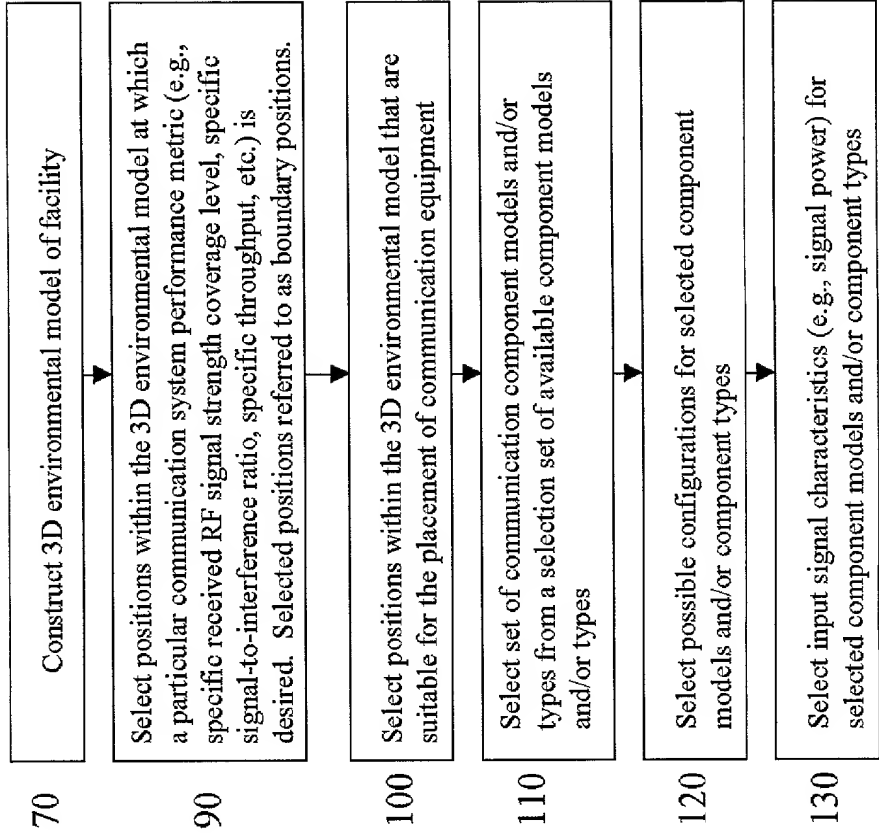 70
Construct 3D environmental model of facility
90
Select positions within the 3D environment model at which
a particular communication system performance metric (e.g.,
specific received RF signal strength coverage level, specific
signal-to-interference ratio, specific throughput, etc.) is
desired. Selected positions referred to as boundary positions.
100
Select positions within the 3D environmental model that are
suitable for the placement of communication equipment
110
Select set of communication component models and/or
types from a selection set of available component models
and/or types
120
Select possible configurations for selected component
models and/or component types
130
Select input signal characteristics (e.g., signal power) for
selected component models and/or component types